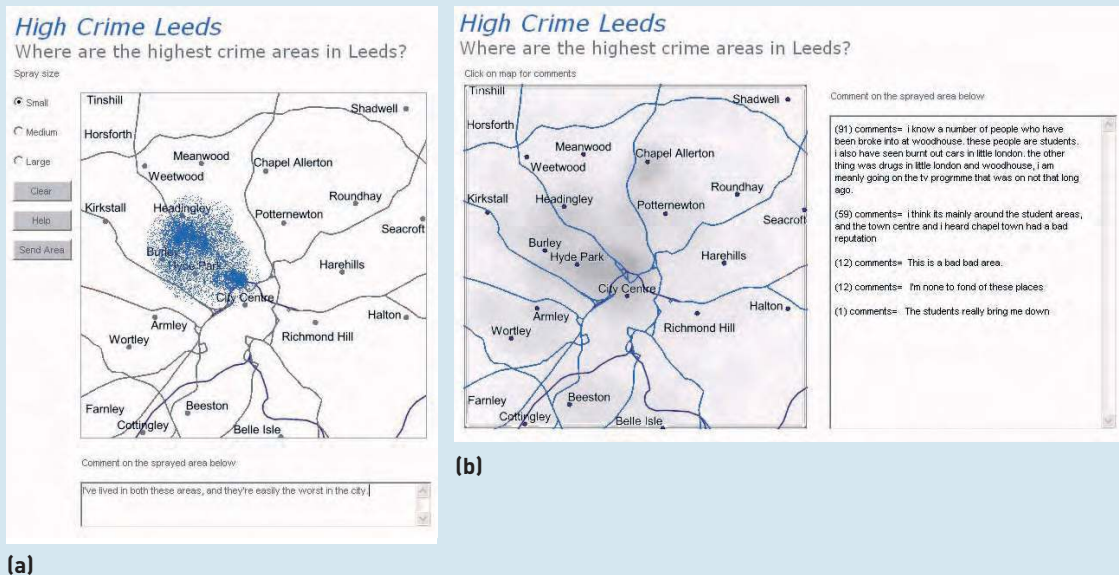 High Crime Leeds
Where are the highest crime areas in Leeds?
Spray size
Small
Medium
Large
Clear
Help
Send Area
Tinshill
Shadwell
Horsforth
Meanwood
Chapel Allerton
Weetwood
Roundhay
Kirkstall
Headingley
Potternewton
Seacroft
Burley
Hyde Park
Harehills
City Centre
Armley
Halton
Richmond Hill
Wortley
Farnley
Beeston
Cottingley
Belle Isle
Comment on the sprayed area below
I've lived in both these areas, and they're easily the worst in the city.
(a)
High Crime Leeds
Where are the highest crime areas in Leeds?
Click on map for comments
Tinshill
Shadwell
Horsforth
Meanwood
Chapel Allerton
Weetwood
Roundhay
Kirkstall
Headingley
Potternewton
Seacroft
Burley
Hyde Park
Harehills
City Centre
Armley
Halton
Richmond Hill
Wortley
Farnley
Beeston
Cottingley
Belle Isle
Comment on the sprayed area below
(91) comments= i know a number of people who have
been broke into at woodhouse. these people are students.
i also have seen burnt out cars in little london. the other
thing was drugs in little london and woodhouse, i am
meanly going on the tv progrmme that was on not that long
ago.
(59) comments= i think its mainly around the student areas,
and the town centre and i heard chapel town had a bad
reputation
(12) comments= This is a bad bad area.
(12) comments= I'm none to fond of these places
(1) comments= The students really bring me down
(b)